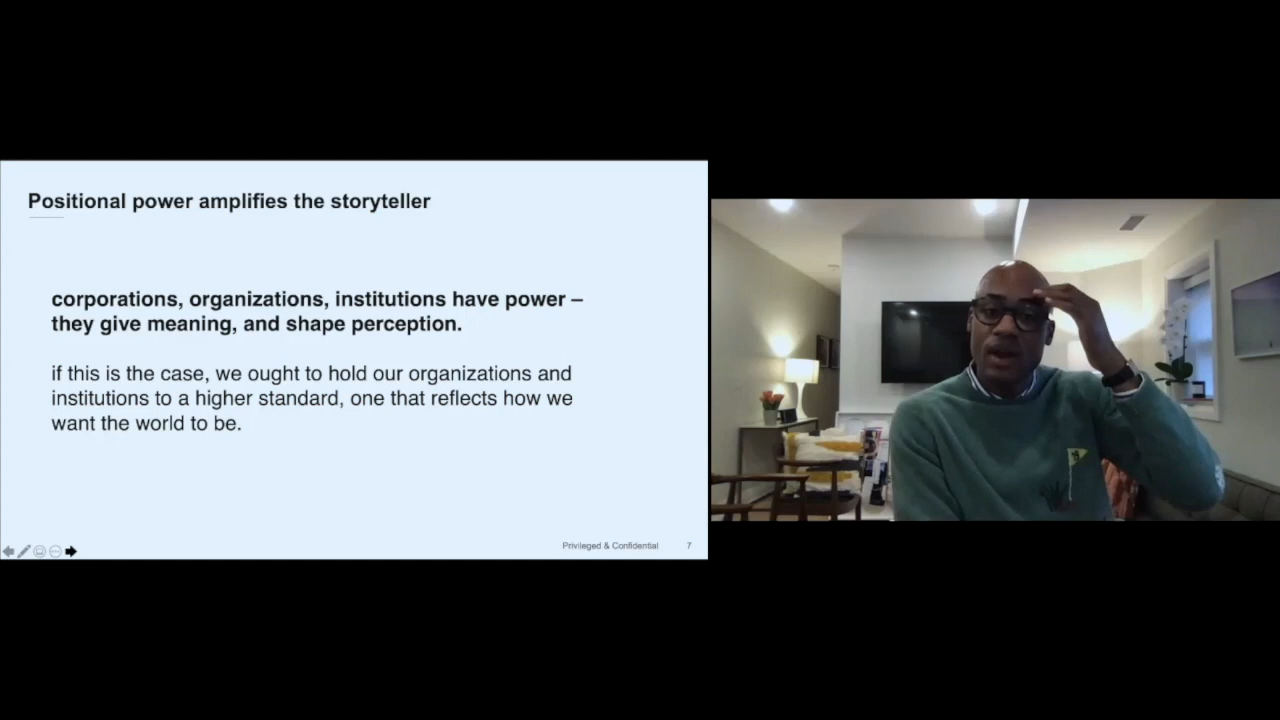 Positional power amplifies the storyteller
corporations, organizations, institutions have power –
they give meaning, and shape perception.
if this is the case, we ought to hold our organizations and
institutions to a higher standard, one that reflects how we
want the world to be.
Privileged & Confidential 7